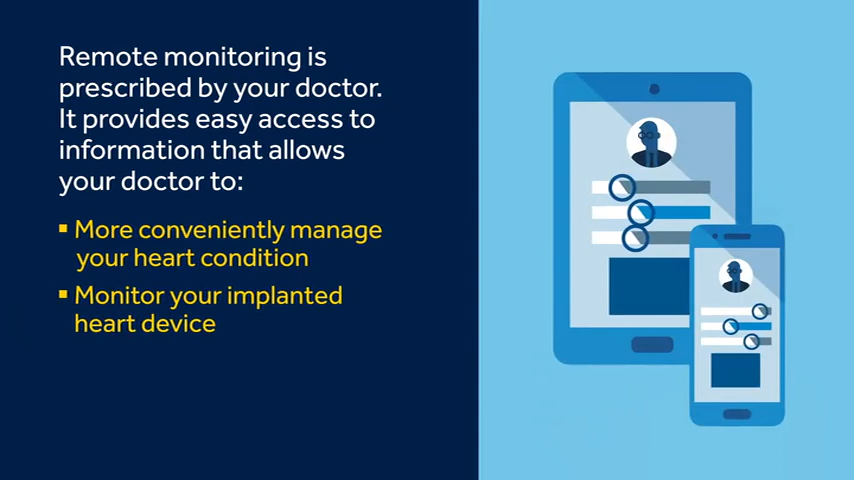 Remote monitoring is
prescribed by your doctor.
It provides easy access to
information that allows
your doctor to:
▪ More conveniently manage
your heart condition
▪ Monitor your implanted
heart device